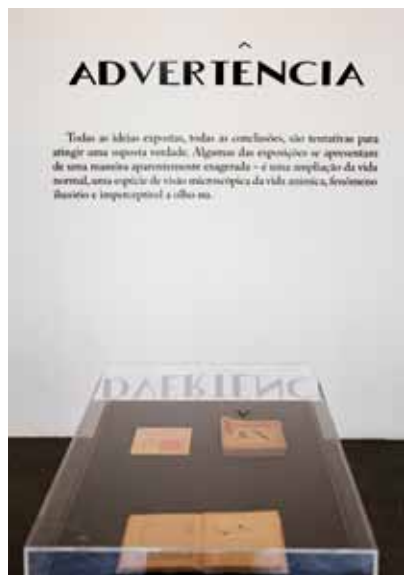 ADVERTÊNCIA
Todas as ideias expostas, todas as conclusões, são tentativas para
atingir uma suposta verdade. Algumas das exposições se apresentam
de uma maneira aparentemente exagerada – é uma ampliação da vida
normal, uma espécie de visão microscópica da vida anímica, fenômeno
ilusório e imperceptível a olho nu.